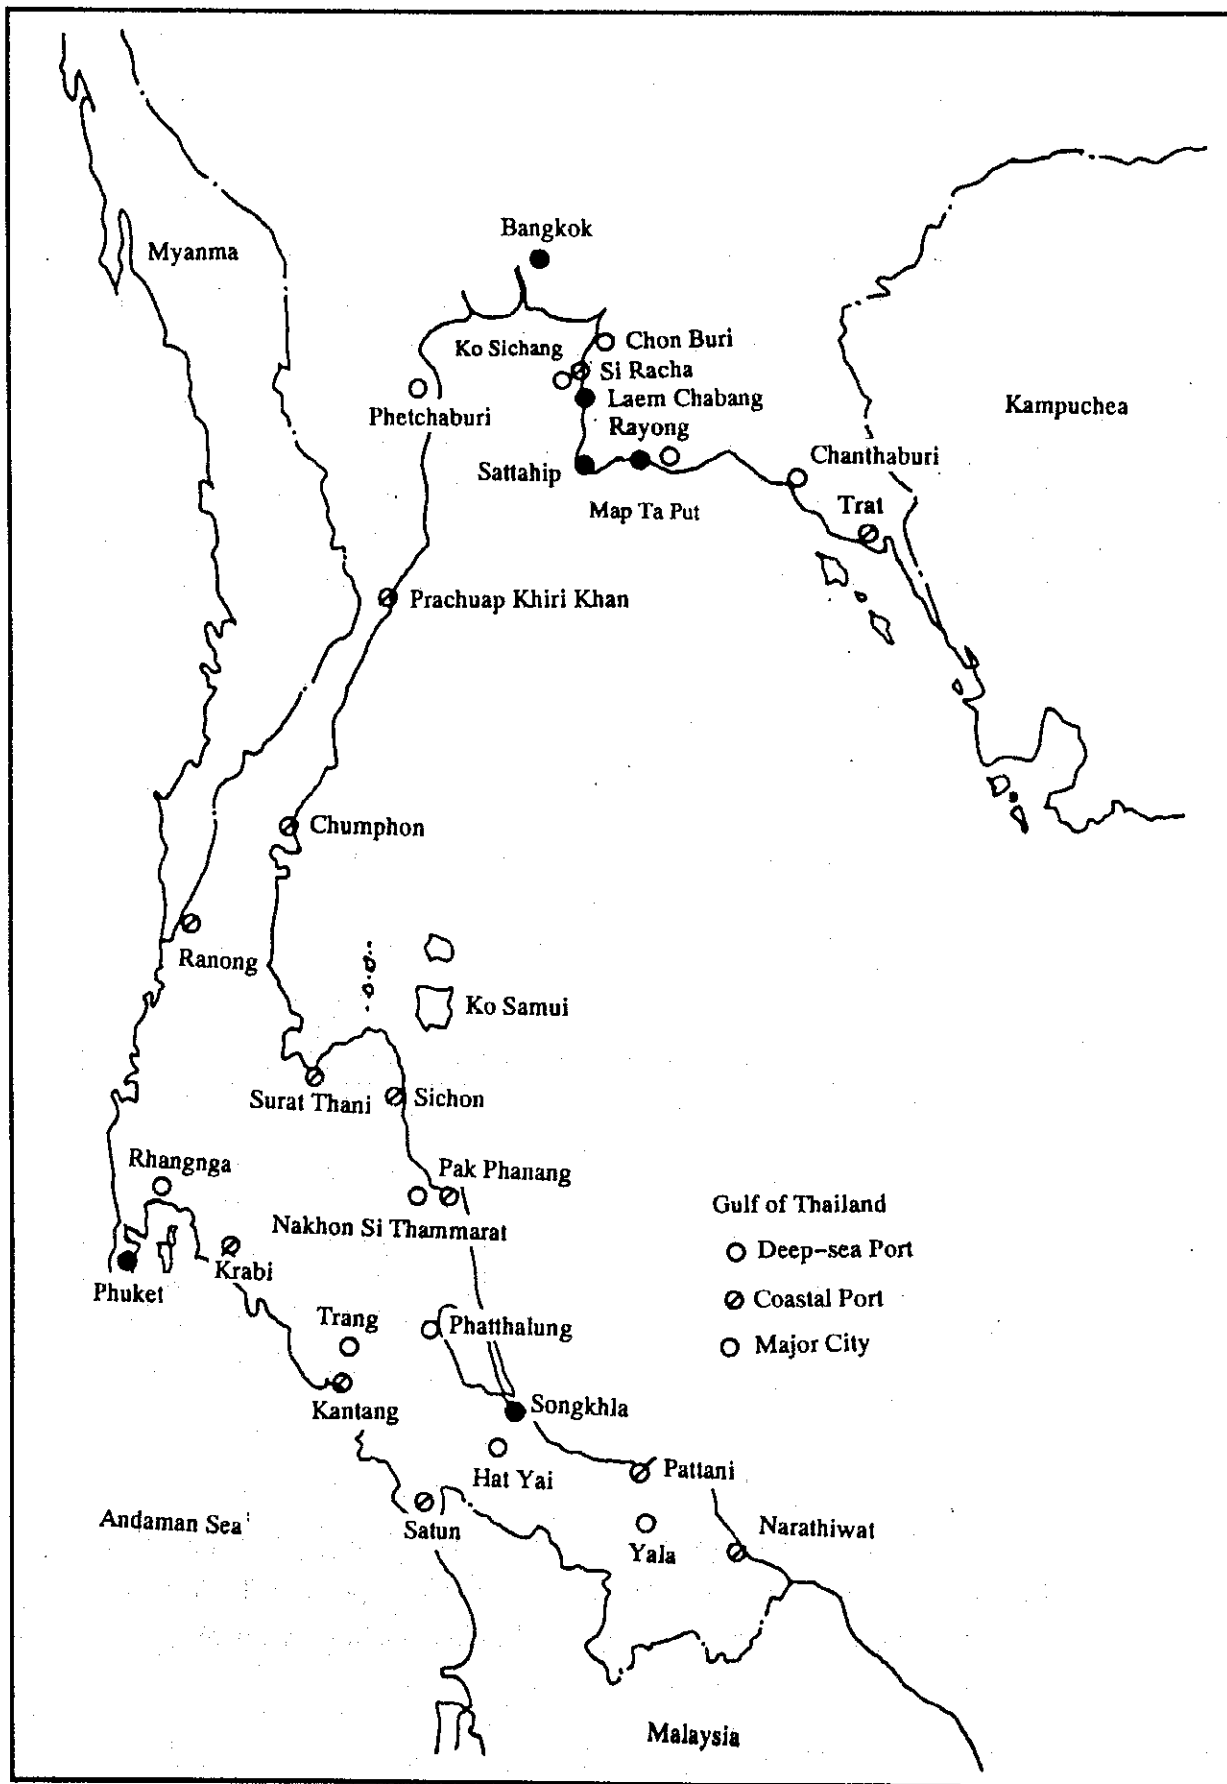 Bangkok
Myanma
Chon Buri
Ko Sichang
Si Racha
Phetchaburi
Laem Chabang
Rayong
Kampuchea
Sattahip
Chanthaburi
Map Ta Put
Trat
Prachuap Khiri Khan
Chumphon
Ranong
Ko Samui
Surat Thani
Sichon
Rhangnga
Pak Phanang
Nakhon Si Thammarat
Gulf of Thailand
Deep-sea Port
Krabi
Phuket
Coastal Port
Trang
Phatthalung
Major City
Kantang
Songkhla
Hat Yai
Pattani
Andaman Sea
Satun
Yala
Narathiwat
Malaysia